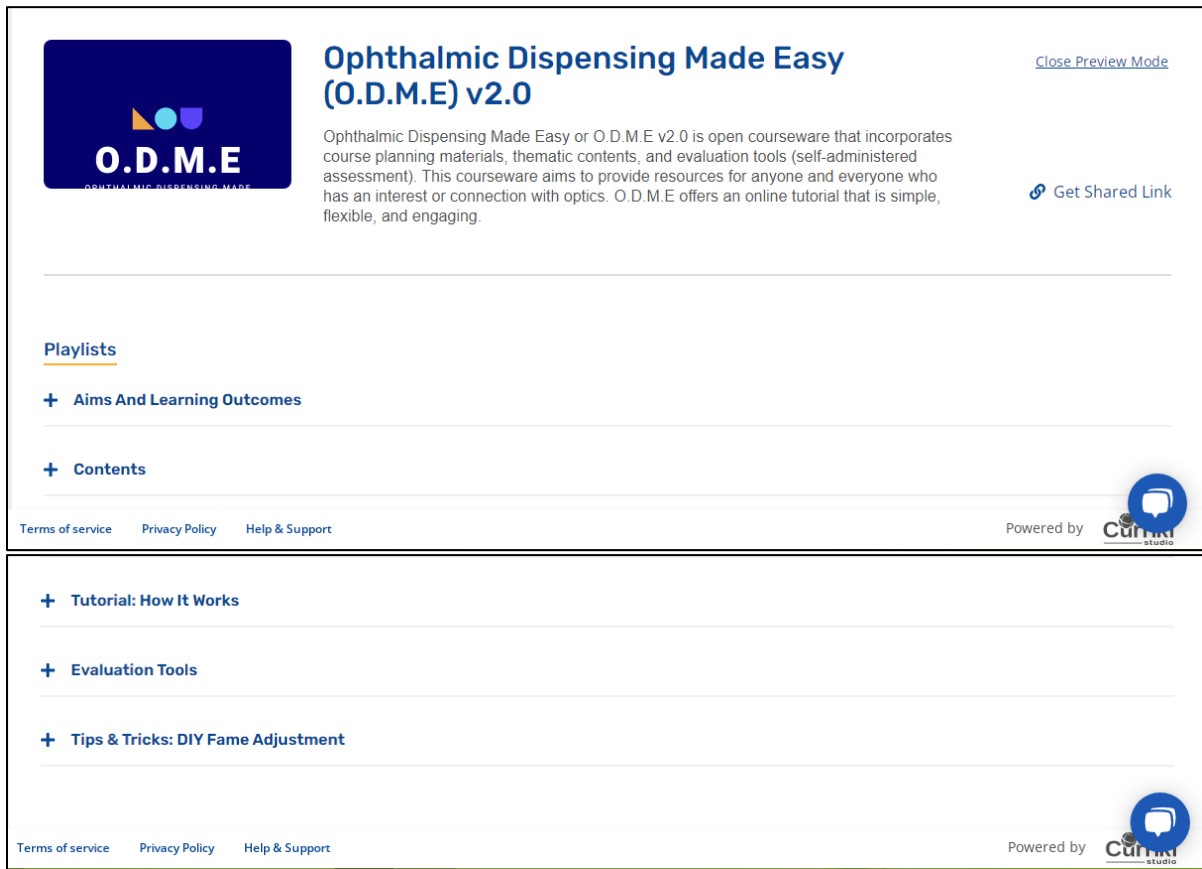 Ophthalmic Dispensing Made Easy
(O.D.M.E) v2.0
Close Preview Mode
O.D.M.E
OPHTHALMIC DISPENSING MADE
Ophthalmic Dispensing Made Easy or O.D.M.E v2.0 is open courseware that incorporates
course planning materials, thematic contents, and evaluation tools (self-administered
assessment). This courseware aims to provide resources for anyone and everyone who
has an interest or connection with optics. O.D.M.E offers an online tutorial that is simple,
flexible, and engaging.
Get Shared Link
Playlists
+ Aims And Learning Outcomes
+ Contents
Terms of service Privacy Policy Help & Support Powered by
studio
+ Tutorial: How It Works
+ Evaluation Tools
+ Tips & Tricks: DIY Fame Adjustment
Terms of service Privacy Policy Help & Support Powered by
studio